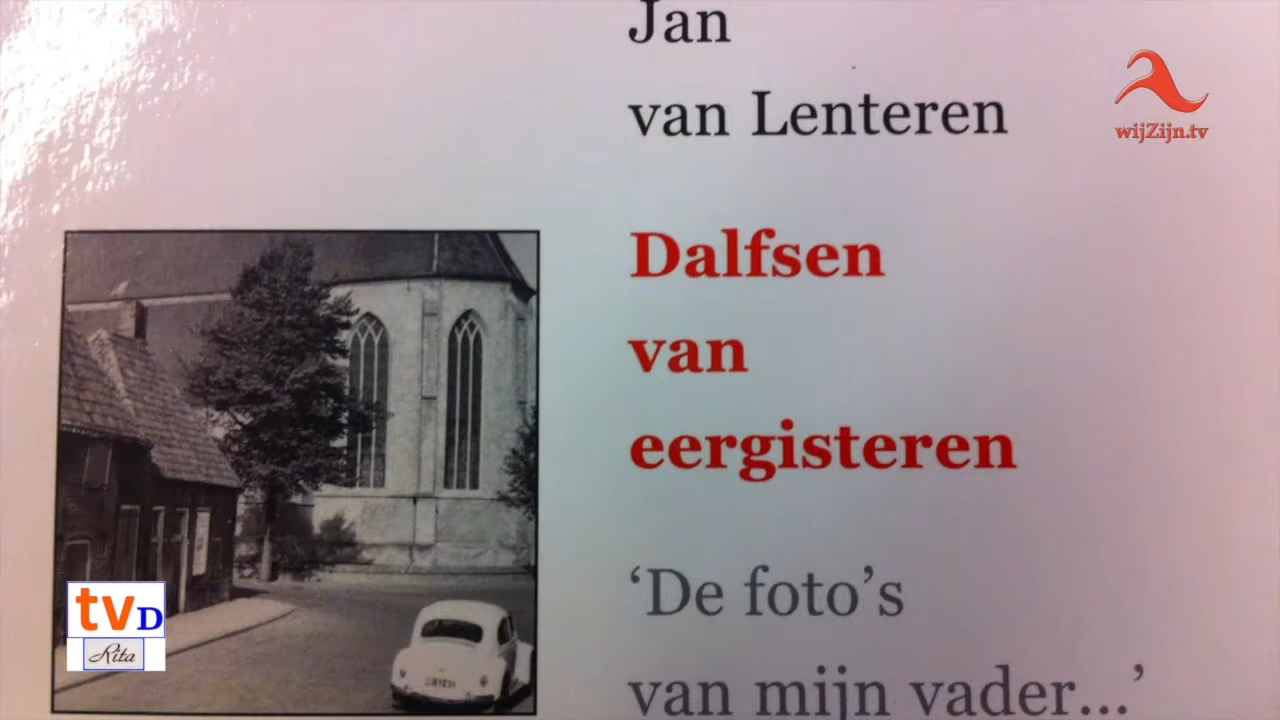 Jan
van Lenteren
wijZijn.tv
Dalfsen
van
eergisteren
‘De foto’s
van mijn vader...’
tvD
Rita